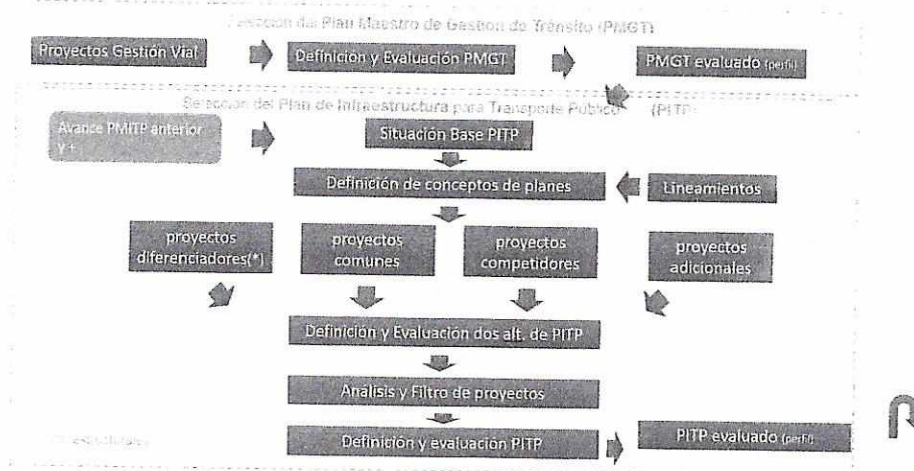 Selección del Plan Maestro de Gestión de Tránsito (PMGT)
Proyectos Gestión Vial
Definición y Evaluación PMGT
PMGT evaluado (perfil)
Selección del Plan de Infraestructura para Transporte Público (PITP)
Avance PMITP anterior
y +
Situación Base PITP
Definición de conceptos de planes
Lineamientos
proyectos
diferenciadores(*)
proyectos
comunes
proyectos
competidores
proyectos
adicionales
Definición y Evaluación dos alt. de PITP
Análisis y Filtro de proyectos
Definición y evaluación PITP
PITP evaluado (perfil)